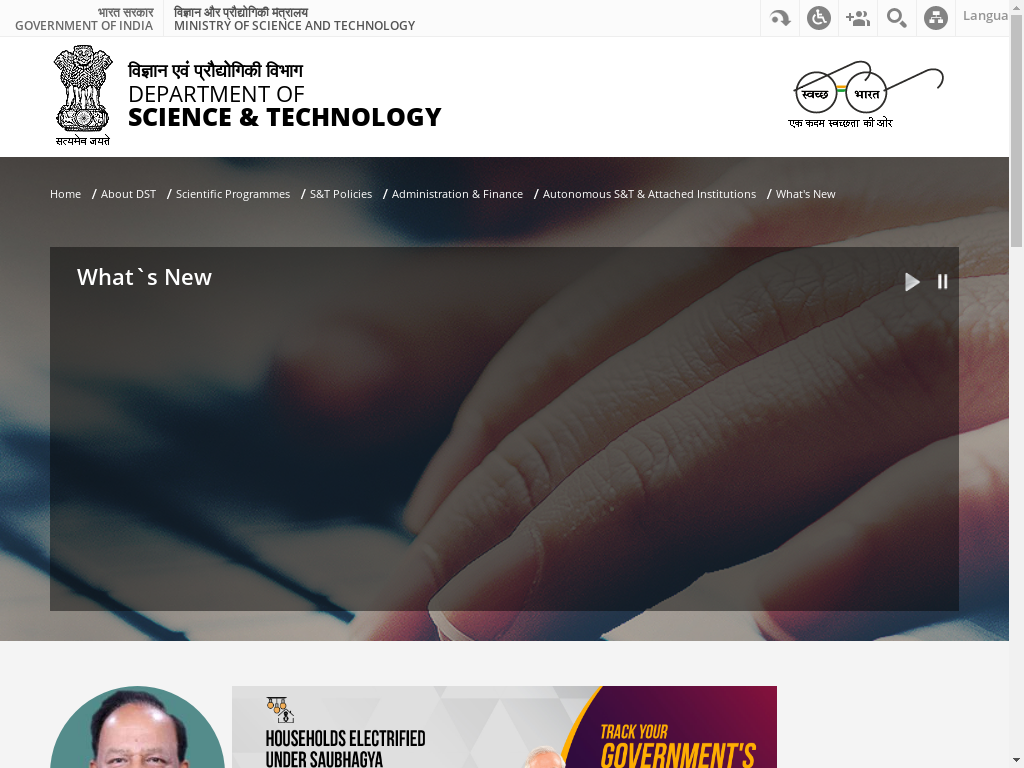 भारत सरकार
GOVERNMENT OF INDIA
विज्ञान और प्रौद्योगिकी मंत्रालय
MINISTRY OF SCIENCE AND TECHNOLOGY
Langua
सत्यमेव जयते
विज्ञान एवं प्रौद्योगिकी विभाग
DEPARTMENT OF
SCIENCE & TECHNOLOGY
स्वच्छ भारत
एक कदम स्वच्छता की ओर
Home / About DST / Scientific Programmes / S&T Policies / Administration & Finance / Autonomous S&T & Attached Institutions / What's New
What`s New
HOUSEHOLDS ELECTRIFIED
UNDER SAUBHAGYA
TRACK YOUR
GOVERNMENT'S